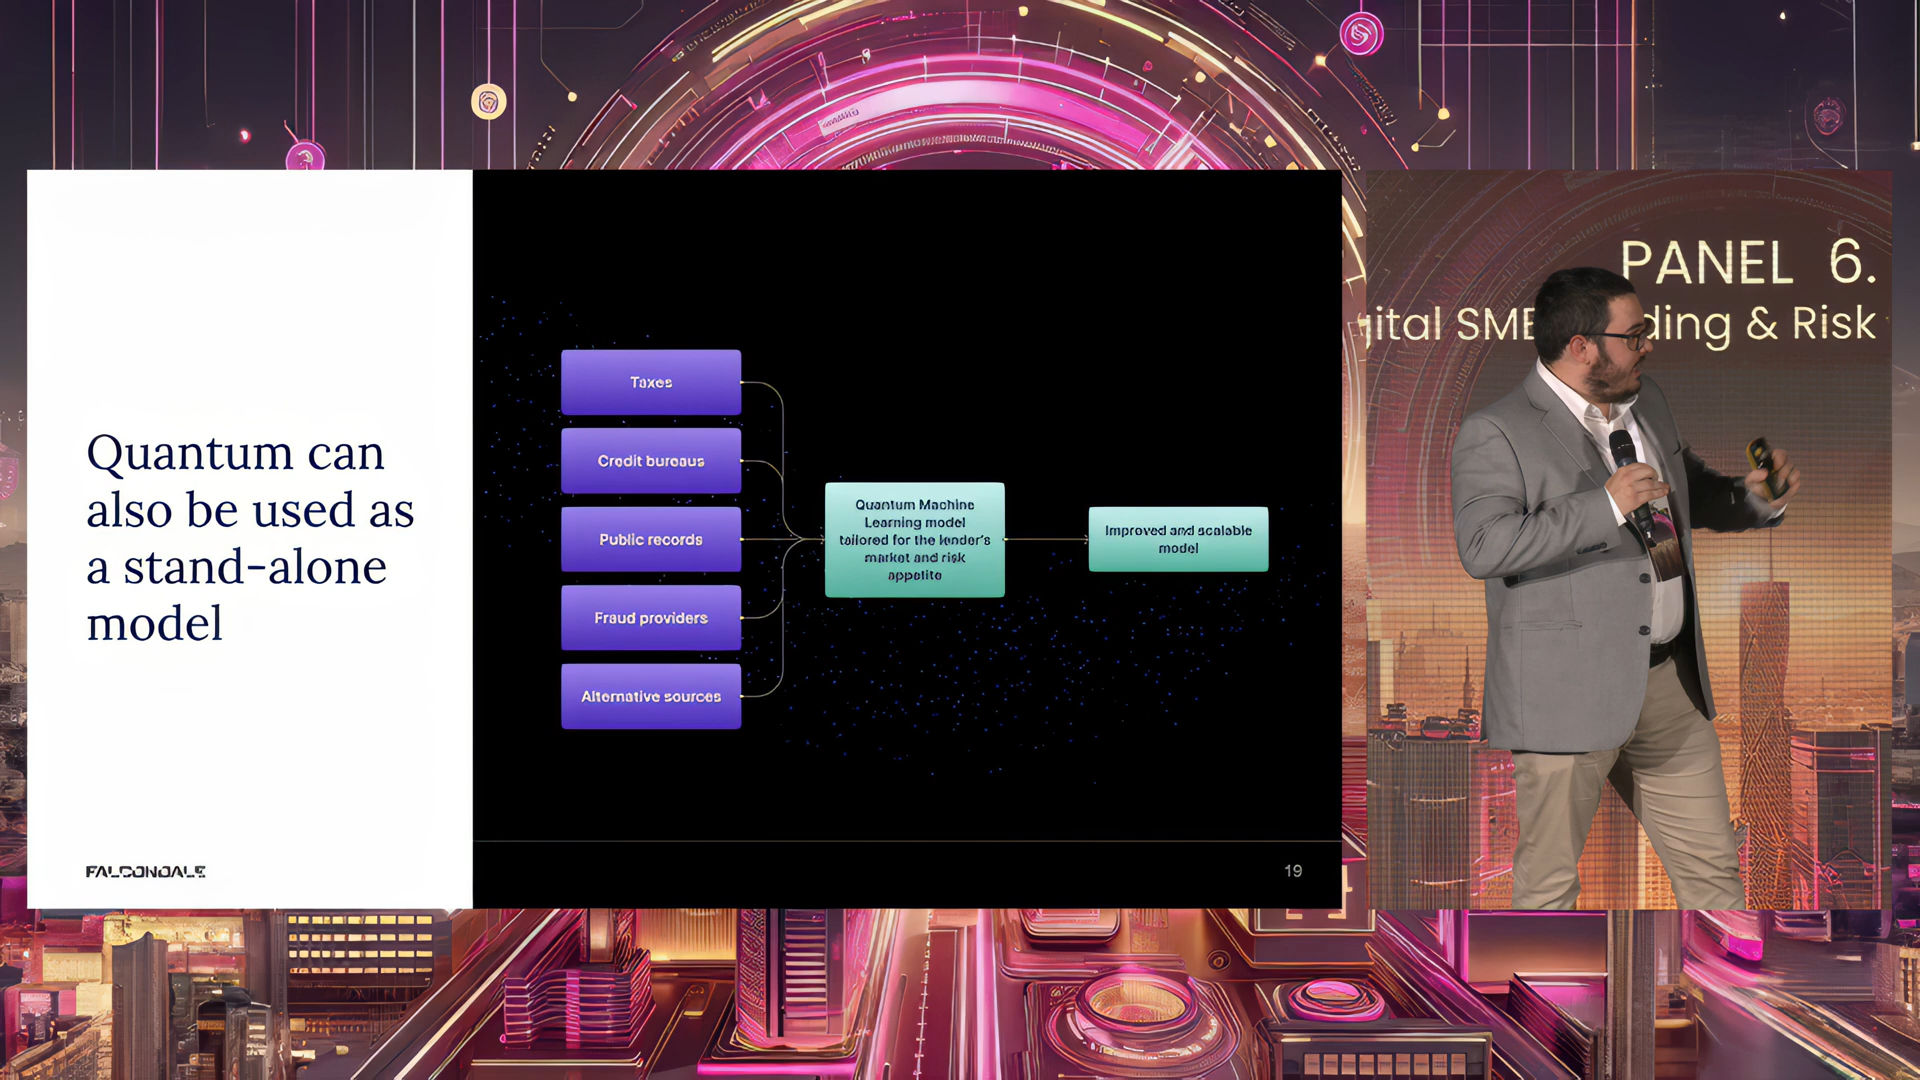 Quantum can
also be used as
a stand-alone
model
FALCONDALE
Taxes
Credit bureaus
Public records
Fraud providers
Alternative sources
Quantum Machine
Learning model
tailored for the lender's
market and risk
appetite
Improved and scalable
model
19
PANEL 6.
gital SME ding & Risk